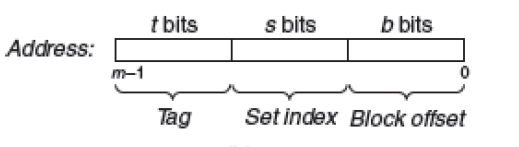 t bits s bits b bits
Address:
m–1 0
Tag Set index Block offset